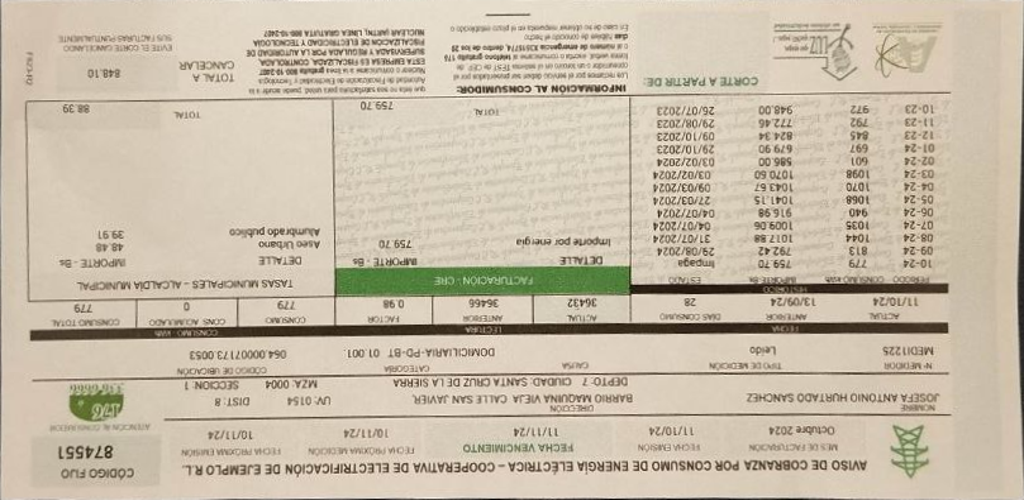 AVISO DE COBRANZA POR CONSUMO DE ENERGÍA ELÉCTRICA – COOPERATIVA DE ELECTRIFICACIÓN DE EJEMPLO R.L.
CÓDIGO FIJO
874551
MES DE FACTURACIÓN
Octubre 2024
FECHA EMISIÓN
11/10/24
FECHA VENCIMIENTO
11/11/24
FECHA PRÓXIMA MEDICIÓN
10/11/24
FECHA PRÓXIMA EMISIÓN
10/11/24
ATENCIÓN AL CONSUMIDOR
176
336-6666
NOMBRE
JOSEFA ANTONIO HURTADO SANCHEZ
DIRECCIÓN
BARRIO MAQUINA VIEJA CALLE SAN JAVIER UV: 0154 DIST: 8
DEPTO: 7 CIUDAD: SANTA CRUZ DE LA SIERRA MZA: 0004 SECCION: 1
Nº MEDIDOR
MEDI1225
TIPO DE MEDICIÓN
Leído
CAUSA
CATEGORÍA
DOMICILIARIA-PD-BT 01.001.
CÓDIGO DE UBICACIÓN
064.00007173.0053
FECHA LECTURA CONSUMO - kWh
ACTUAL ANTERIOR DÍAS CONSUMO ACTUAL ANTERIOR FACTOR CONSUMO CONS. ACUMULADO CONSUMO TOTAL
11/10/24 13/09/24 28 36432 36466 0.98 779 0 779
HISTÓRICO
PERIODO CONSUMO kWh IMPORTE-Bs ESTADO
10-24 779 759.70 Impaga
09-24 813 792.42 29/08/2024
08-24 1044 1017.88 31/07/2024
07-24 1035 1009.06 04/07/2024
06-24 940 916.98 04/07/2024
05-24 1068 1041.15 27/03/2024
04-24 1070 1043.67 09/03/2024
03-24 1098 1070.60 03/02/2024
02-24 601 586.00 03/02/2024
01-24 697 679.90 29/10/2023
12-23 845 824.34 09/10/2023
11-23 792 772.46 29/08/2023
10-23 972 948.00 26/07/2023
FACTURACIÓN - CRE
DETALLE IMPORTE - Bs
Importe por energía 759.70
TOTAL 759.70
TASAS MUNICIPALES - ALCALDÍA MUNICIPAL
DETALLE IMPORTE - Bs
Aseo Urbano 48.48
Alumbrado publico 39.91
TOTAL 88.39
CORTE A PARTIR DE:
INFORMACIÓN AL CONSUMIDOR:
TOTAL A
CANCELAR
848.10
ESTA EMPRESA ES FISCALIZADA, CONTROLADA,
SUPERVISADA Y REGULADA POR LA AUTORIDAD DE
FISCALIZACIÓN DE ELECTRICIDAD Y TECNOLOGÍA
NUCLEAR (AETN). LÍNEA GRATUITA 800-10-2407
EVITE EL CORTE CANCELANDO
SUS FACTURAS PUNTUALMENTE